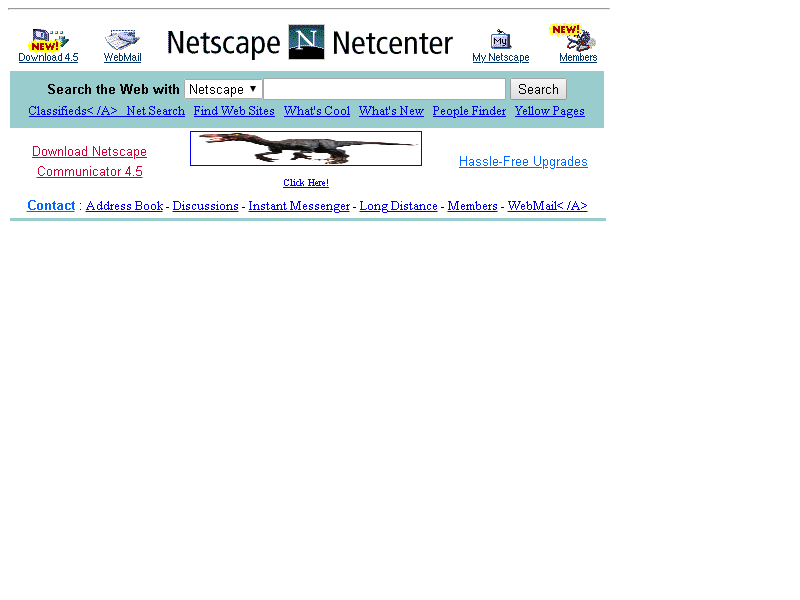 NEW! NEW!
Download 4.5 WebMail Netscape N Netcenter My My Netscape Members
Search the Web with Netscape Search
Classifieds< /A> Net Search Find Web Sites What's Cool What's New People Finder Yellow Pages
Download Netscape
Communicator 4.5
Click Here!
Hassle-Free Upgrades
Contact : Address Book - Discussions - Instant Messenger - Long Distance - Members - WebMail< /A>